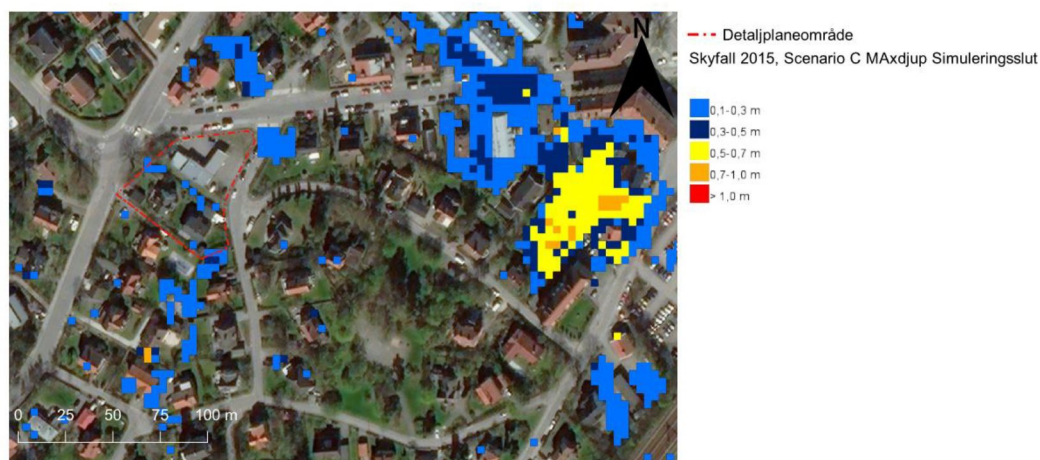 N
Detaljplaneområde
Skyfall 2015, Scenario C MAxdjup Simuleringsslut
0,1-0,3 m
0,3-0,5 m
0,5-0,7 m
0,7-1,0 m
> 1,0 m
0 25 50 75 100 m